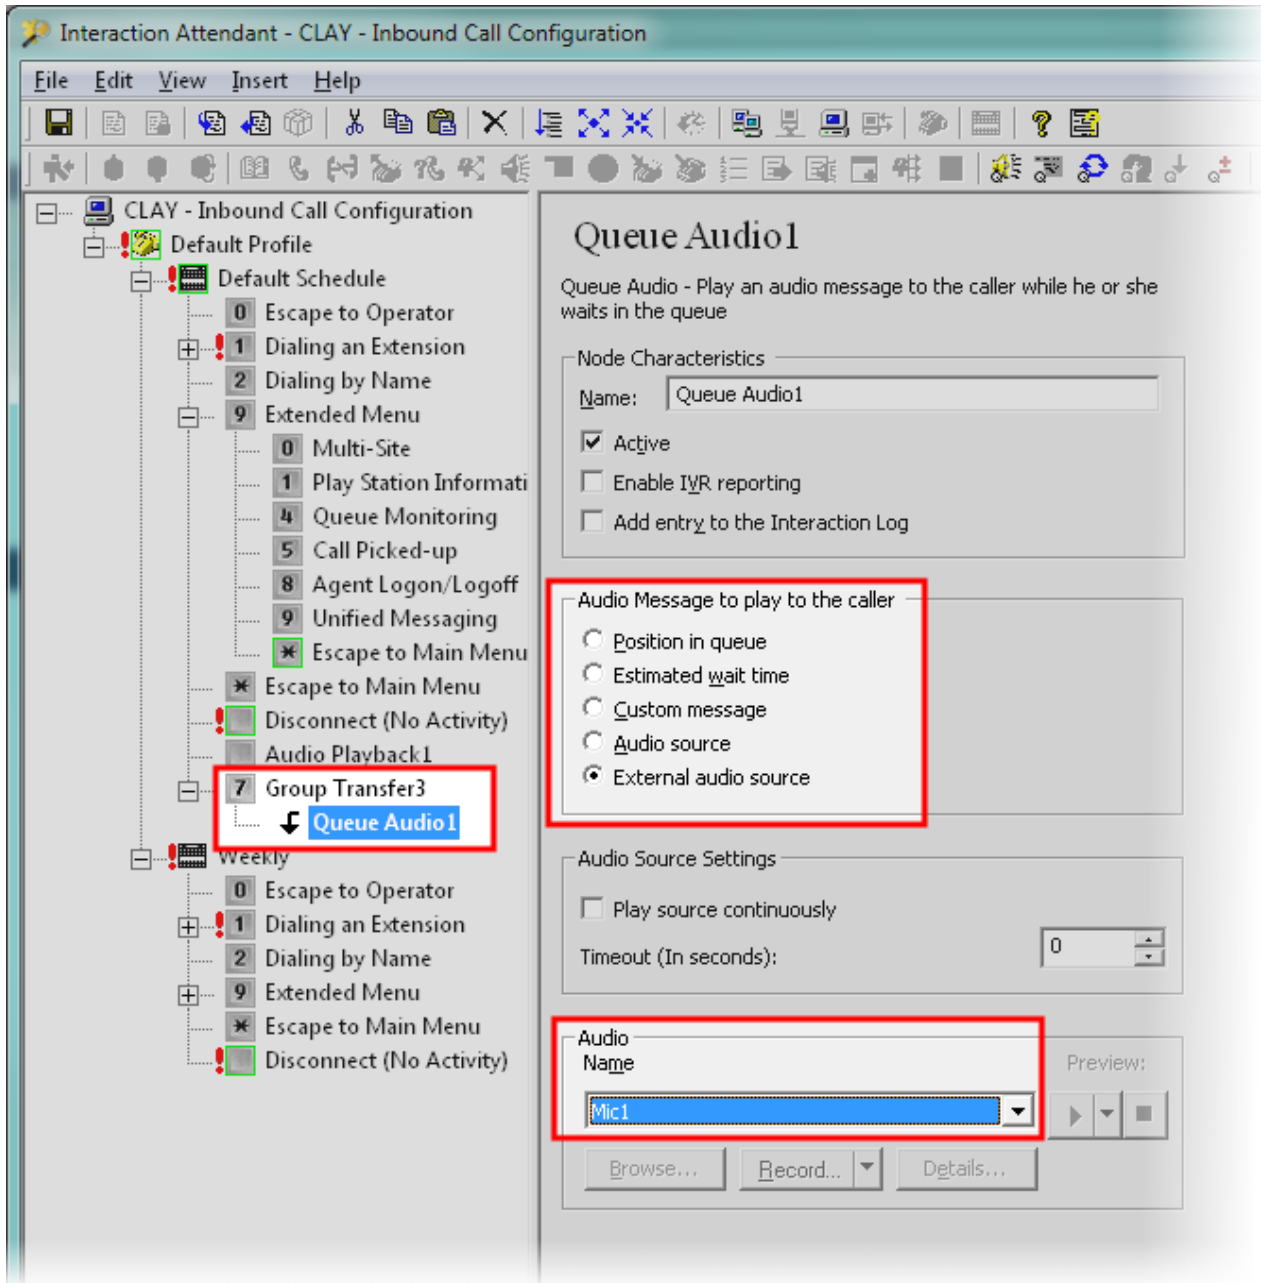 Interaction Attendant - CLAY - Inbound Call Configuration
File Edit View Insert Help
CLAY - Inbound Call Configuration
Default Profile
Default Schedule
0 Escape to Operator
1 Dialing an Extension
2 Dialing by Name
9 Extended Menu
0 Multi-Site
1 Play Station Informati
4 Queue Monitoring
5 Call Picked-up
8 Agent Logon/Logoff
9 Unified Messaging
* Escape to Main Menu
* Escape to Main Menu
Disconnect (No Activity)
Audio Playback1
7 Group Transfer3
Queue Audio1
Weekly
0 Escape to Operator
1 Dialing an Extension
2 Dialing by Name
9 Extended Menu
* Escape to Main Menu
Disconnect (No Activity)
Queue Audio1
Queue Audio - Play an audio message to the caller while he or she
waits in the queue
Node Characteristics
Name: Queue Audio1
Active
Enable IVR reporting
Add entry to the Interaction Log
Audio Message to play to the caller
Position in queue
Estimated wait time
Custom message
Audio source
External audio source
Audio Source Settings
Play source continuously
Timeout (In seconds): 0
Audio
Name Preview:
Mic1
Browse... Record... Details...